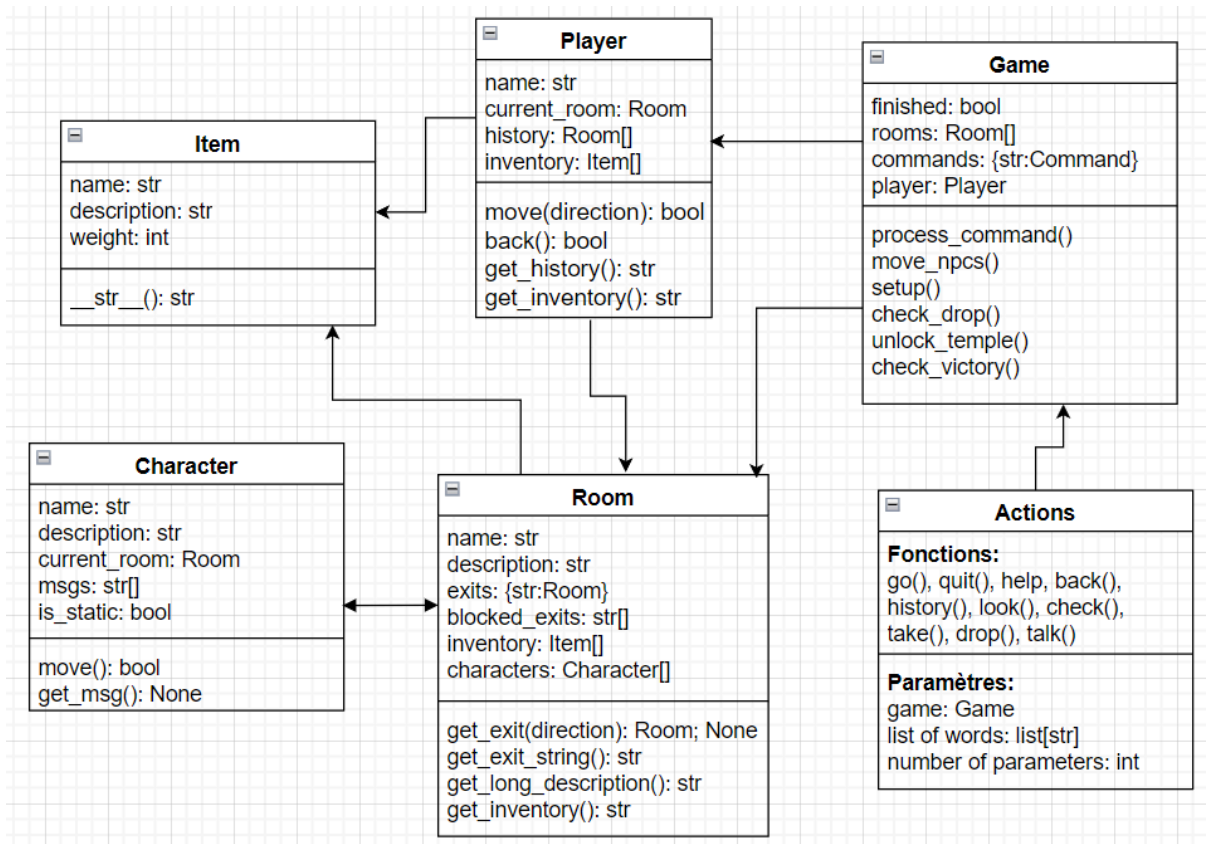 Player
name: str
current_room: Room
history: Room[]
inventory: Item[]
move(direction): bool
back(): bool
get_history(): str
get_inventory(): str
Game
finished: bool
rooms: Room[]
commands: {str:Command}
player: Player
process_command()
move_npcs()
setup()
check_drop()
unlock_temple()
check_victory()
Item
name: str
description: str
weight: int
__str__(): str
Character
name: str
description: str
current_room: Room
msgs: str[]
is_static: bool
move(): bool
get_msg(): None
Room
name: str
description: str
exits: {str:Room}
blocked_exits: str[]
inventory: Item[]
characters: Character[]
get_exit(direction): Room; None
get_exit_string(): str
get_long_description(): str
get_inventory(): str
Actions
Fonctions:
go(), quit(), help, back(),
history(), look(), check(),
take(), drop(), talk()
Paramètres:
game: Game
list of words: list[str]
number of parameters: int